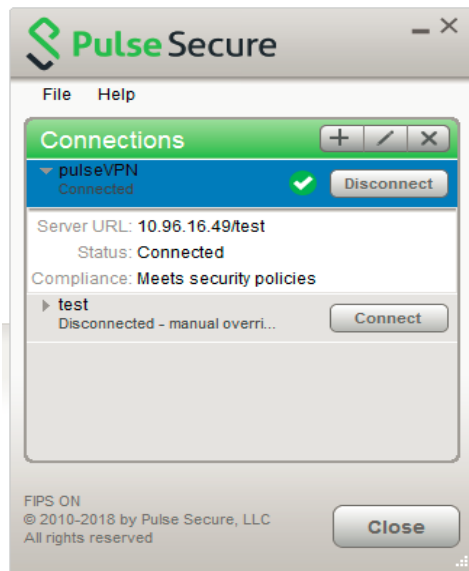 Pulse Secure
File Help
Connections
pulseVPN
Connected
Disconnect
Server URL: 10.96.16.49/test
Status: Connected
Compliance: Meets security policies
test
Disconnected - manual overri...
Connect
FIPS ON
© 2010-2018 by Pulse Secure, LLC
All rights reserved
Close